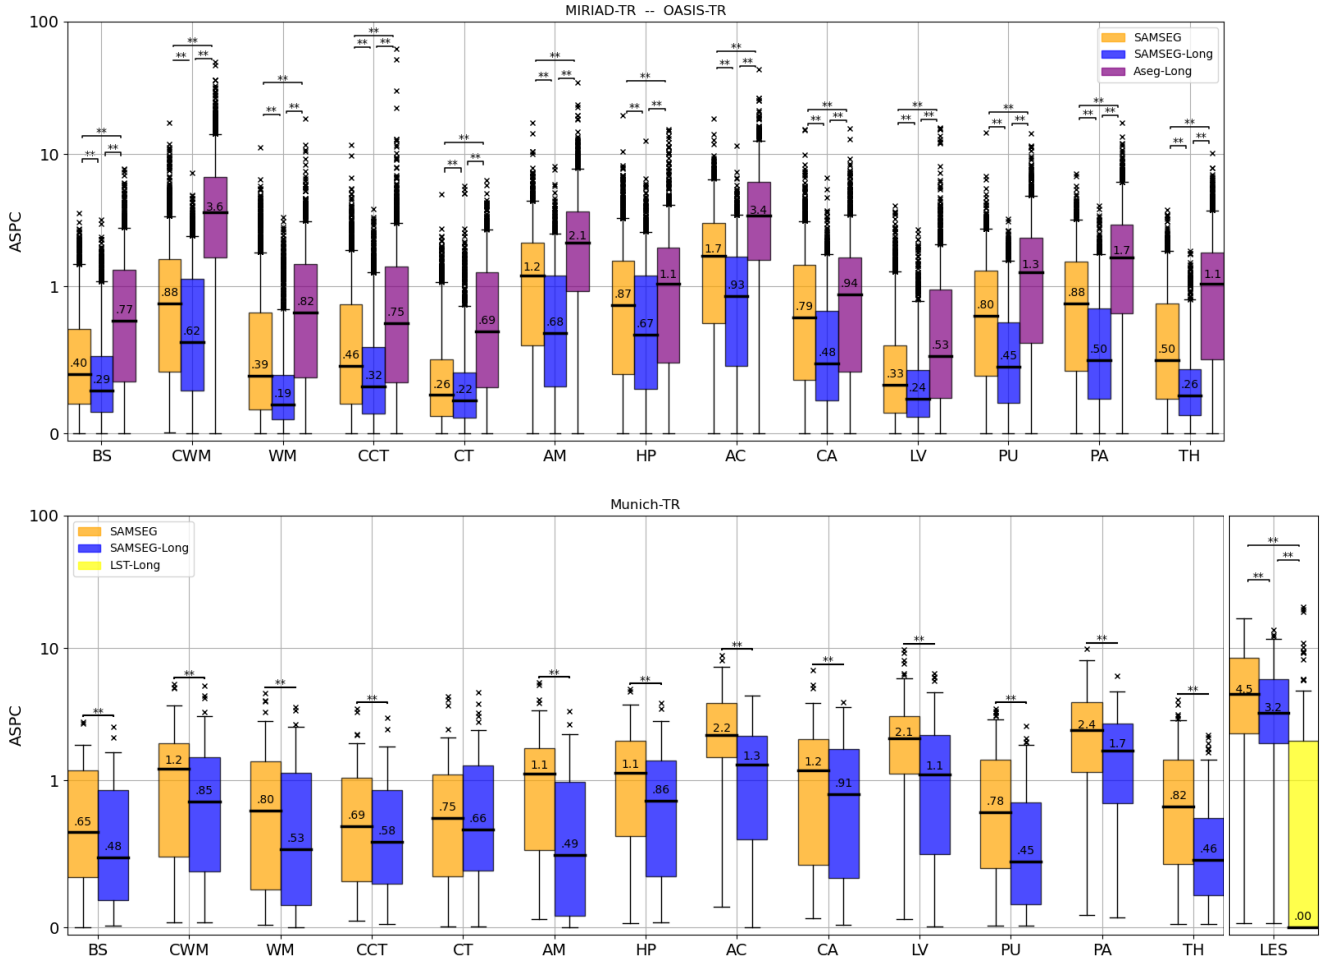 MIRIAD-TR -- OASIS-TR
100
10
1
0
ASPC
SAMSEG
SAMSEG-Long
Aseg-Long
** ** **
** ** **
** ** **
** ** **
** ** **
** ** **
** ** **
** ** **
** ** **
** ** **
** ** **
** ** **
** ** **
.40 .29 .77
.88 .62 3.6
.39 .19 .82
.46 .32 .75
.26 .22 .69
1.2 .68 2.1
.87 .67 1.1
1.7 .93 3.4
.79 .48 .94
.33 .24 .53
.80 .45 1.3
.88 .50 1.7
.50 .26 1.1
BS CWM WM CCT CT AM HP AC CA LV PU PA TH
Munich-TR
100
10
1
0
ASPC
SAMSEG
SAMSEG-Long
LST-Long
**
**
**
**
**
**
**
**
**
**
**
**
** ** **
.65 .48
1.2 .85
.80 .53
.69 .58
.75 .66
1.1 .49
1.1 .86
2.2 1.3
1.2 .91
2.1 1.1
.78 .45
2.4 1.7
.82 .46
4.5 3.2 .00
BS CWM WM CCT CT AM HP AC CA LV PU PA TH LES